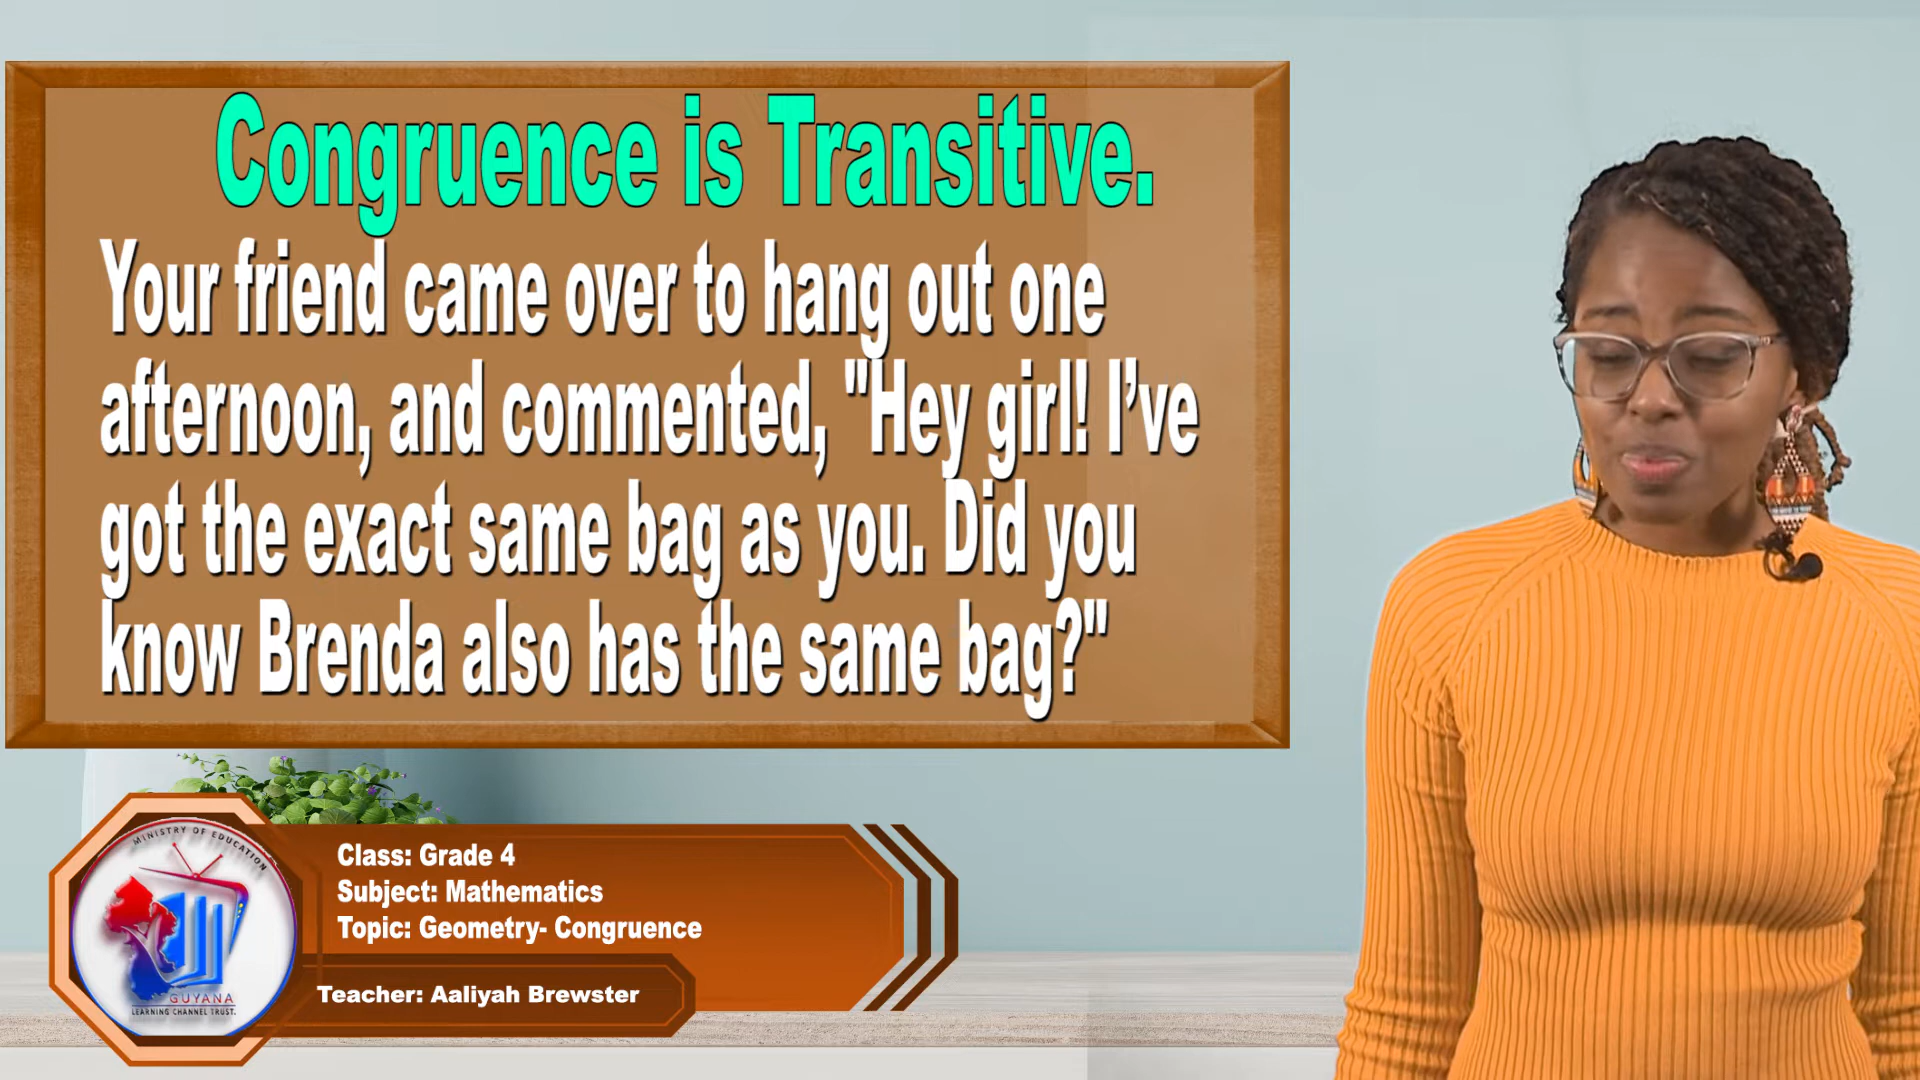 Congruence is Transitive.
Your friend came over to hang out one
afternoon, and commented, "Hey girl! I’ve
got the exact same bag as you. Did you
know Brenda also has the same bag?"
MINISTRY OF EDUCATION
GUYANA
LEARNING CHANNEL TRUST.
Class: Grade 4
Subject: Mathematics
Topic: Geometry- Congruence
Teacher: Aaliyah Brewster